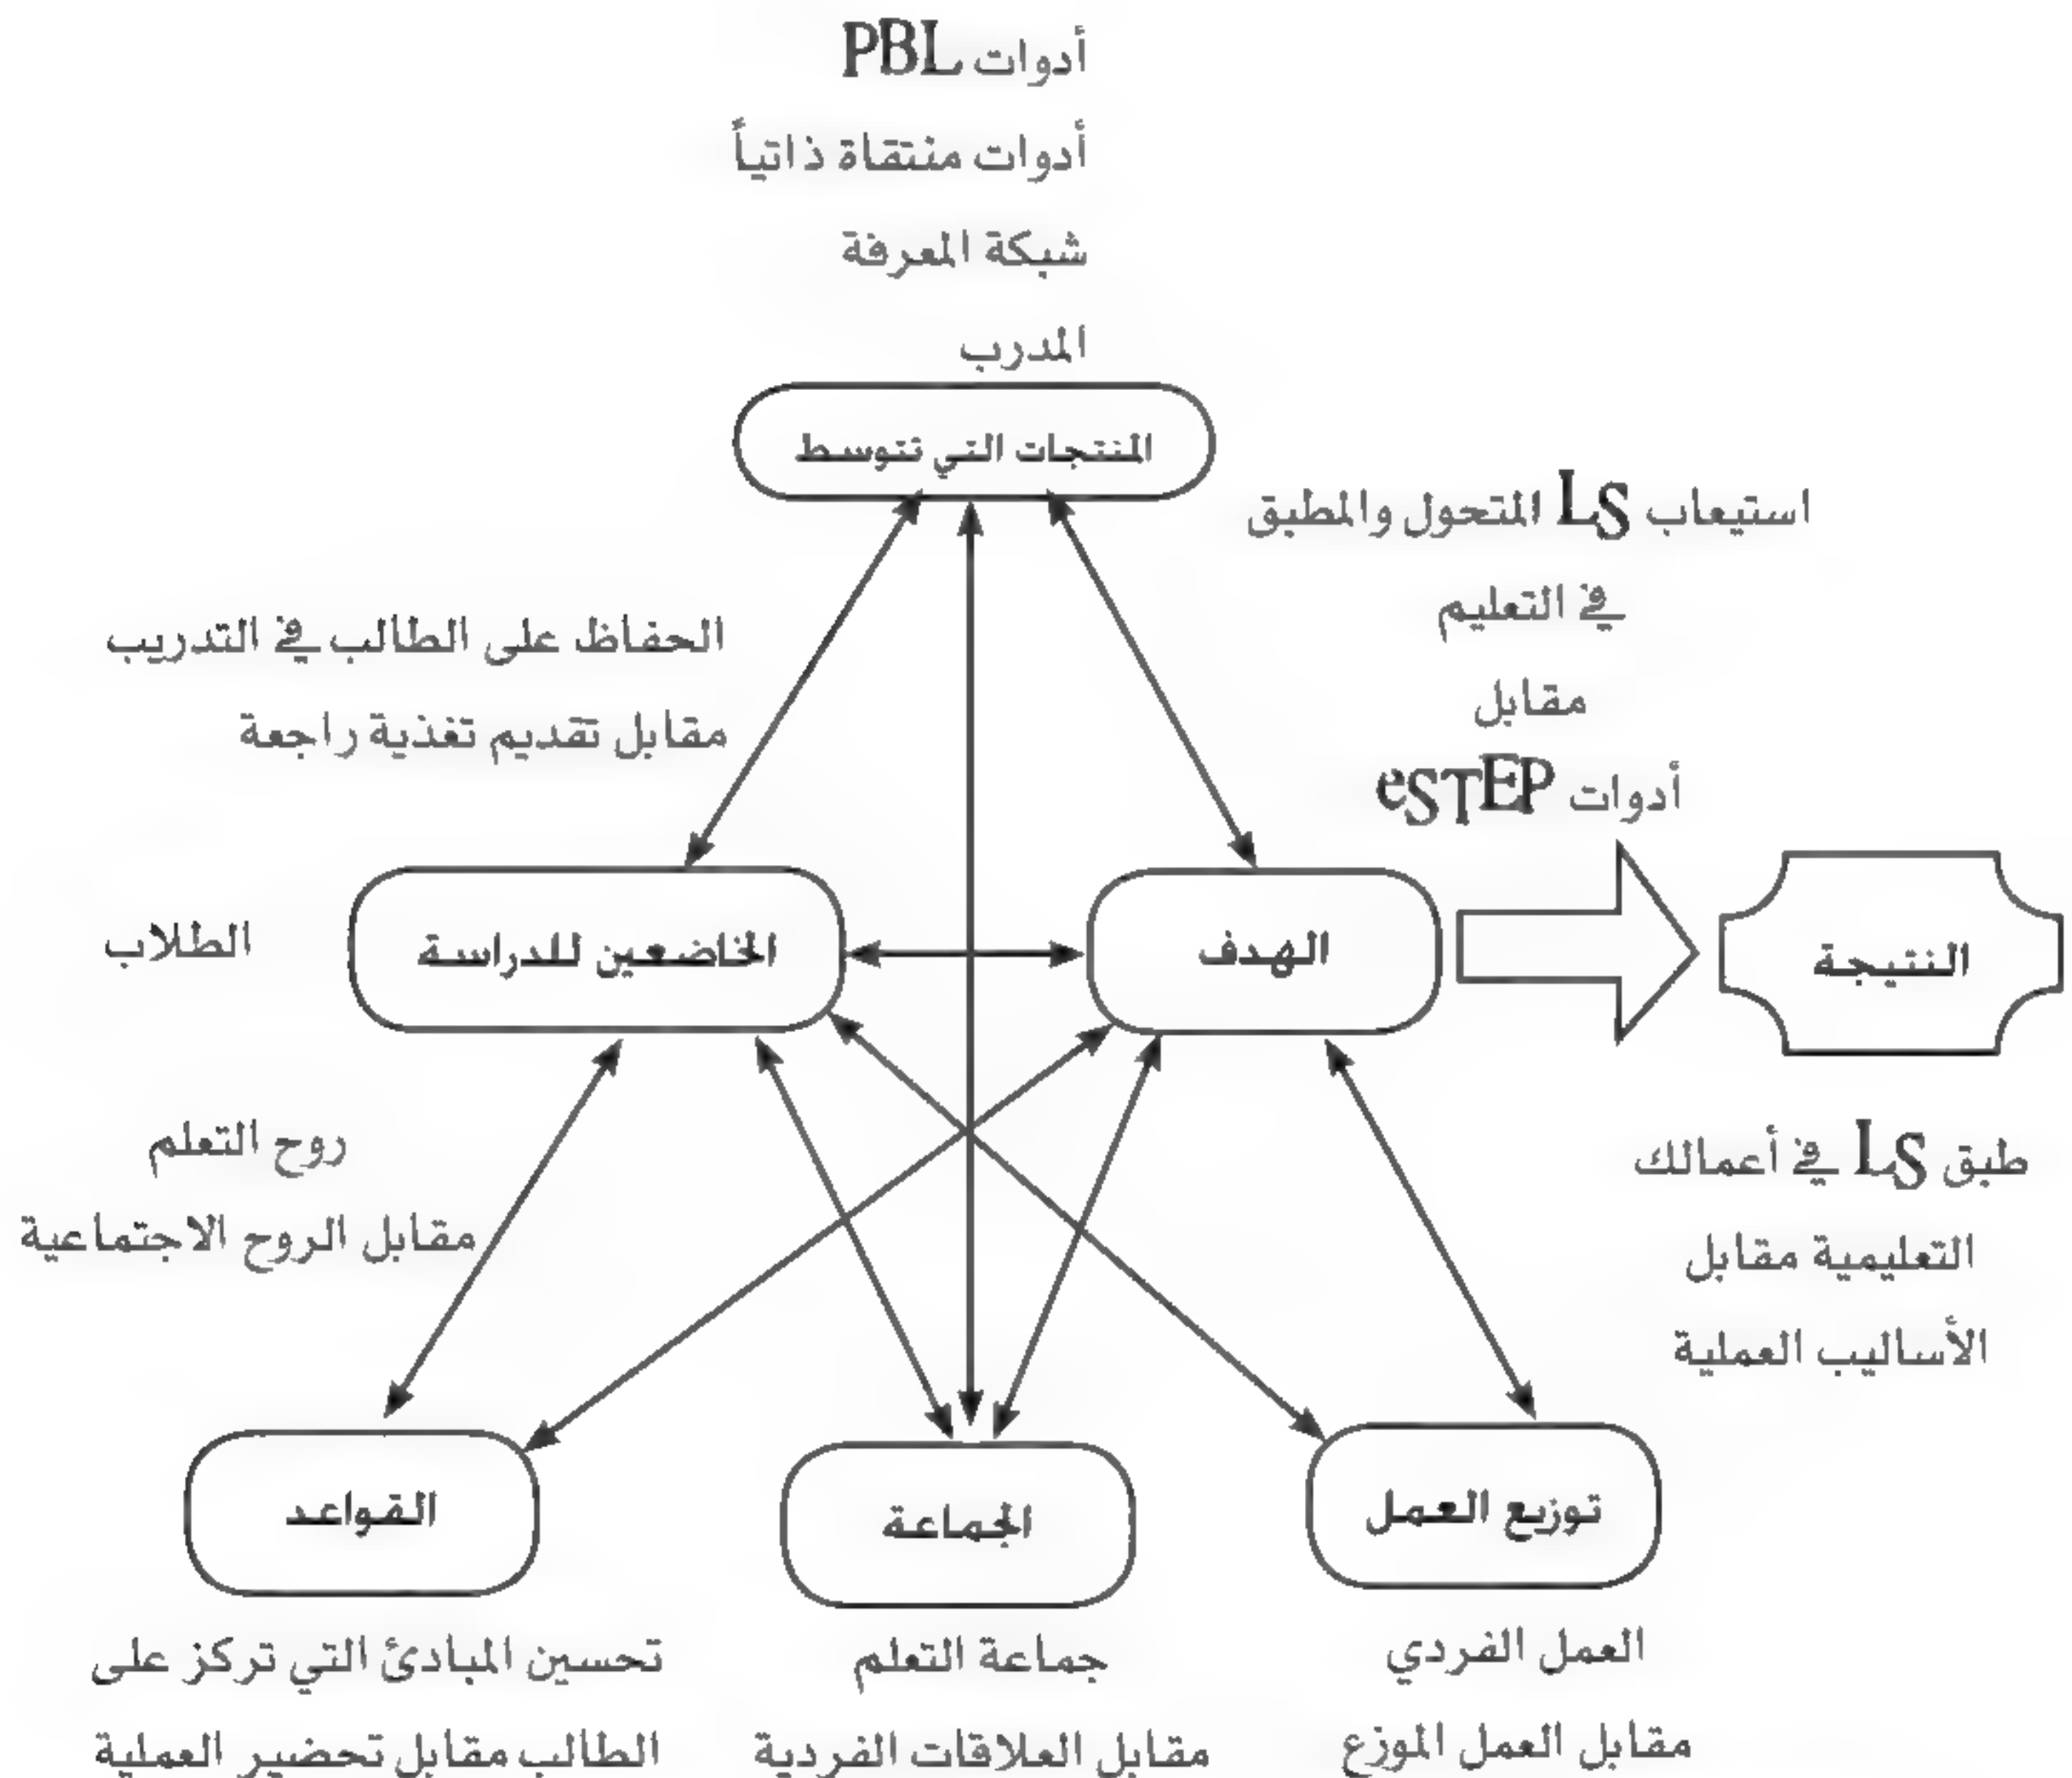 أدوات PBL
أدوات منتقاة ذاتياً
شبكة المعرفة
المدرب
المنتجات التي تتوسط
استيعاب LS المتحول والمطبق
في التعليم
مقابل
أدوات eSTEP
الحفاظ على الطالب في التدريب
مقابل تقديم تغذية راجعة
النتيجة
الهدف
الخاضعين للدراسة
الطلاب
طبق LS في أعمالك
التعليمية مقابل
الأساليب العملية
روح التعلم
مقابل الروح الاجتماعية
توزيع العمل
الجماعة
القواعد
العمل الفردي
مقابل العمل الموزع
جماعة التعلم
مقابل العلاقات الفردية
تحسين المبادئ التي تركز على
الطالب مقابل تحضير العملية